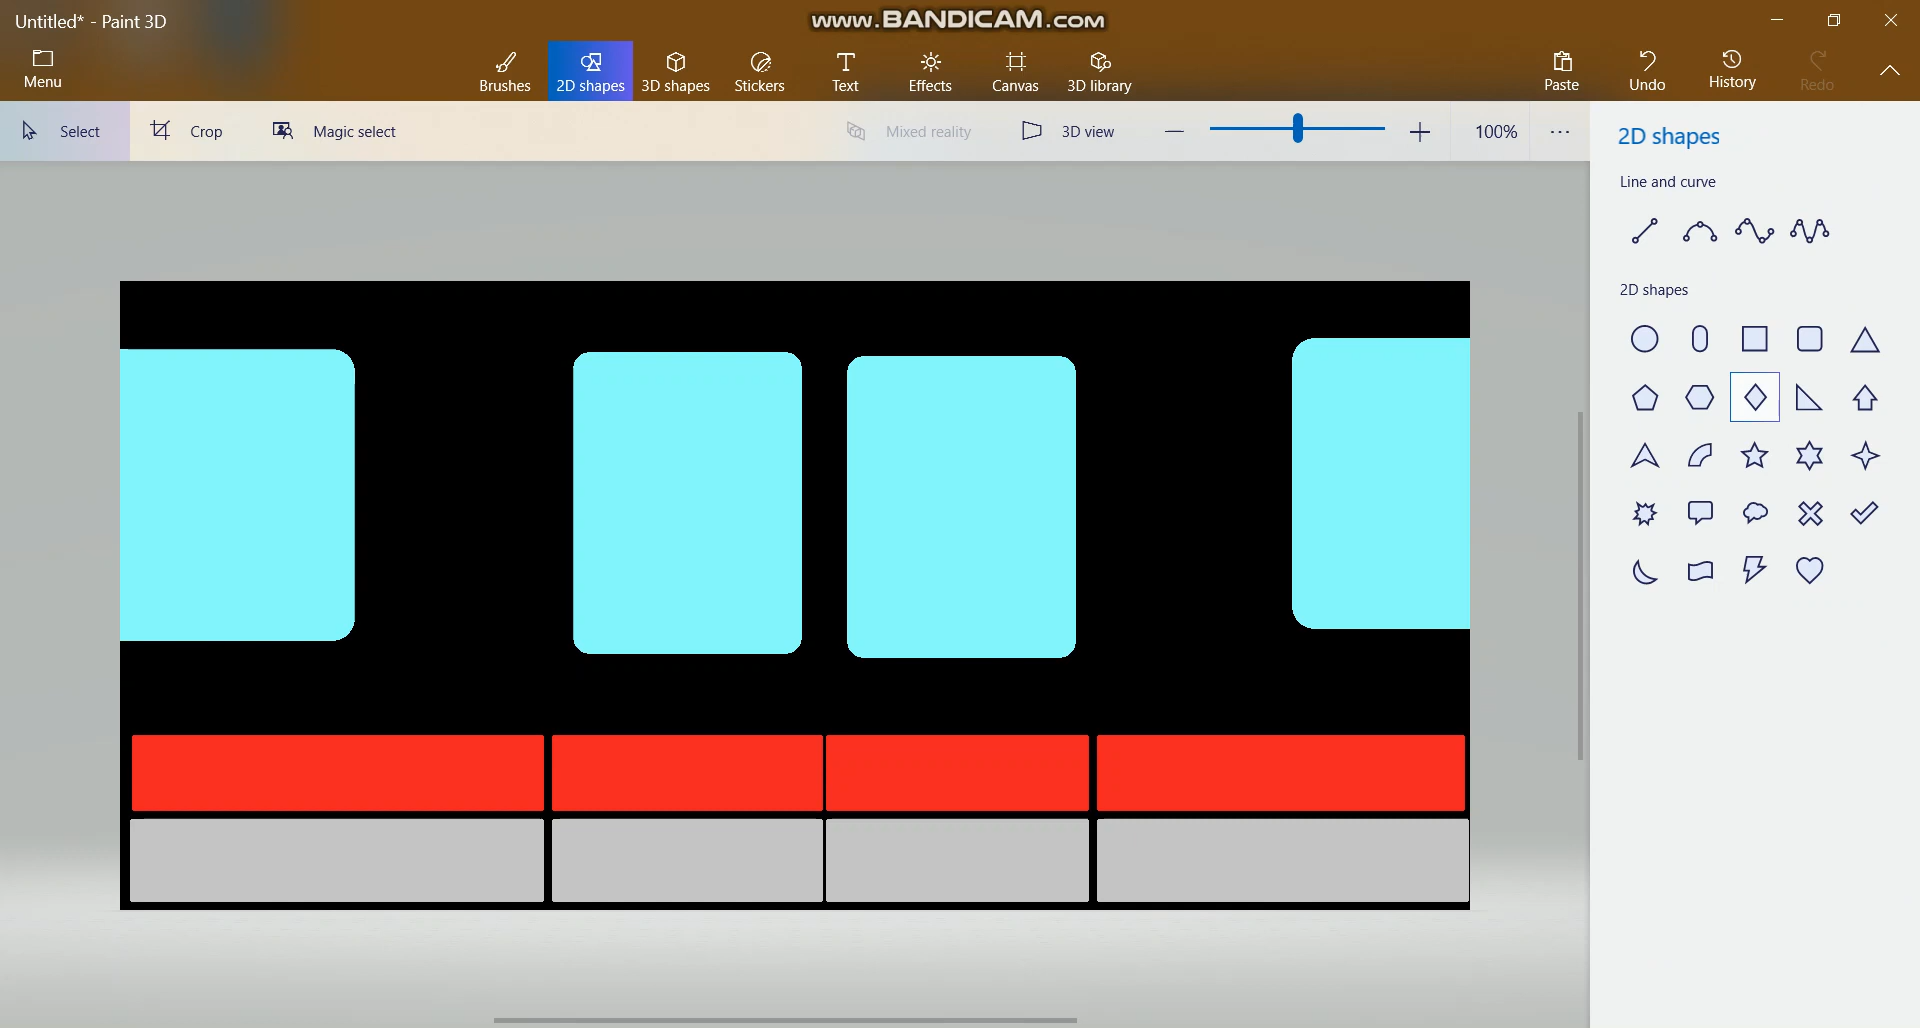 Untitled* - Paint 3D
www.BANDICAM.com
Menu
Brushes
2D shapes
3D shapes
Stickers
Text
Effects
Canvas
3D library
Paste
Undo
History
Redo
Select
Crop
Magic select
Mixed reality
3D view
100%
2D shapes
Line and curve
2D shapes